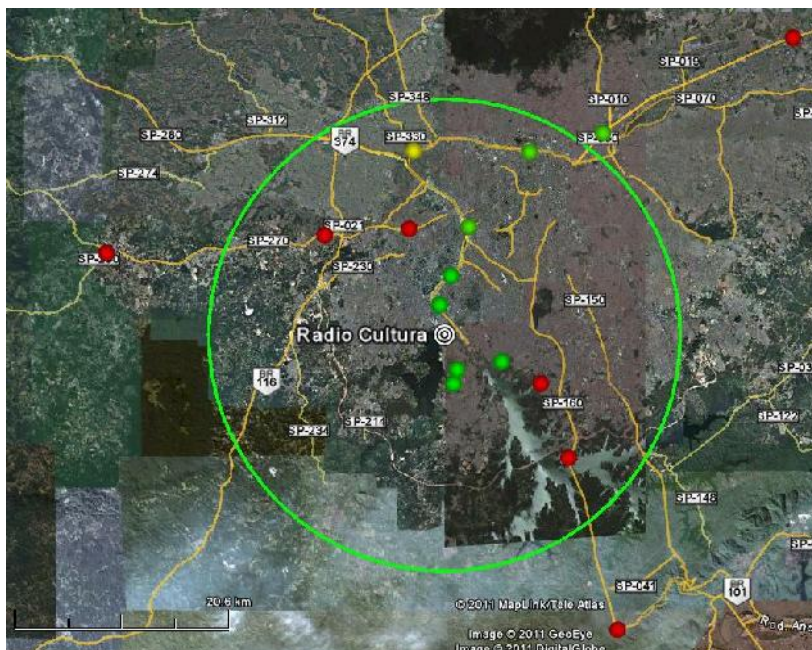 SP-348
SP-019
SP-010
SP-070
SP-312
SP-280
SP-330
BR
374
SP-274
SP-021
SP-270
SP-230
SP-150
Radio Cultura
BR
116
SP-160
SP-234
SP-214
SP-122
SP-148
SP-041
BR
101
20.6 km
© 2011 MapLink/Tele Atlas
Image © 2011 GeoEye
Image © 2011 DigitalGlobe